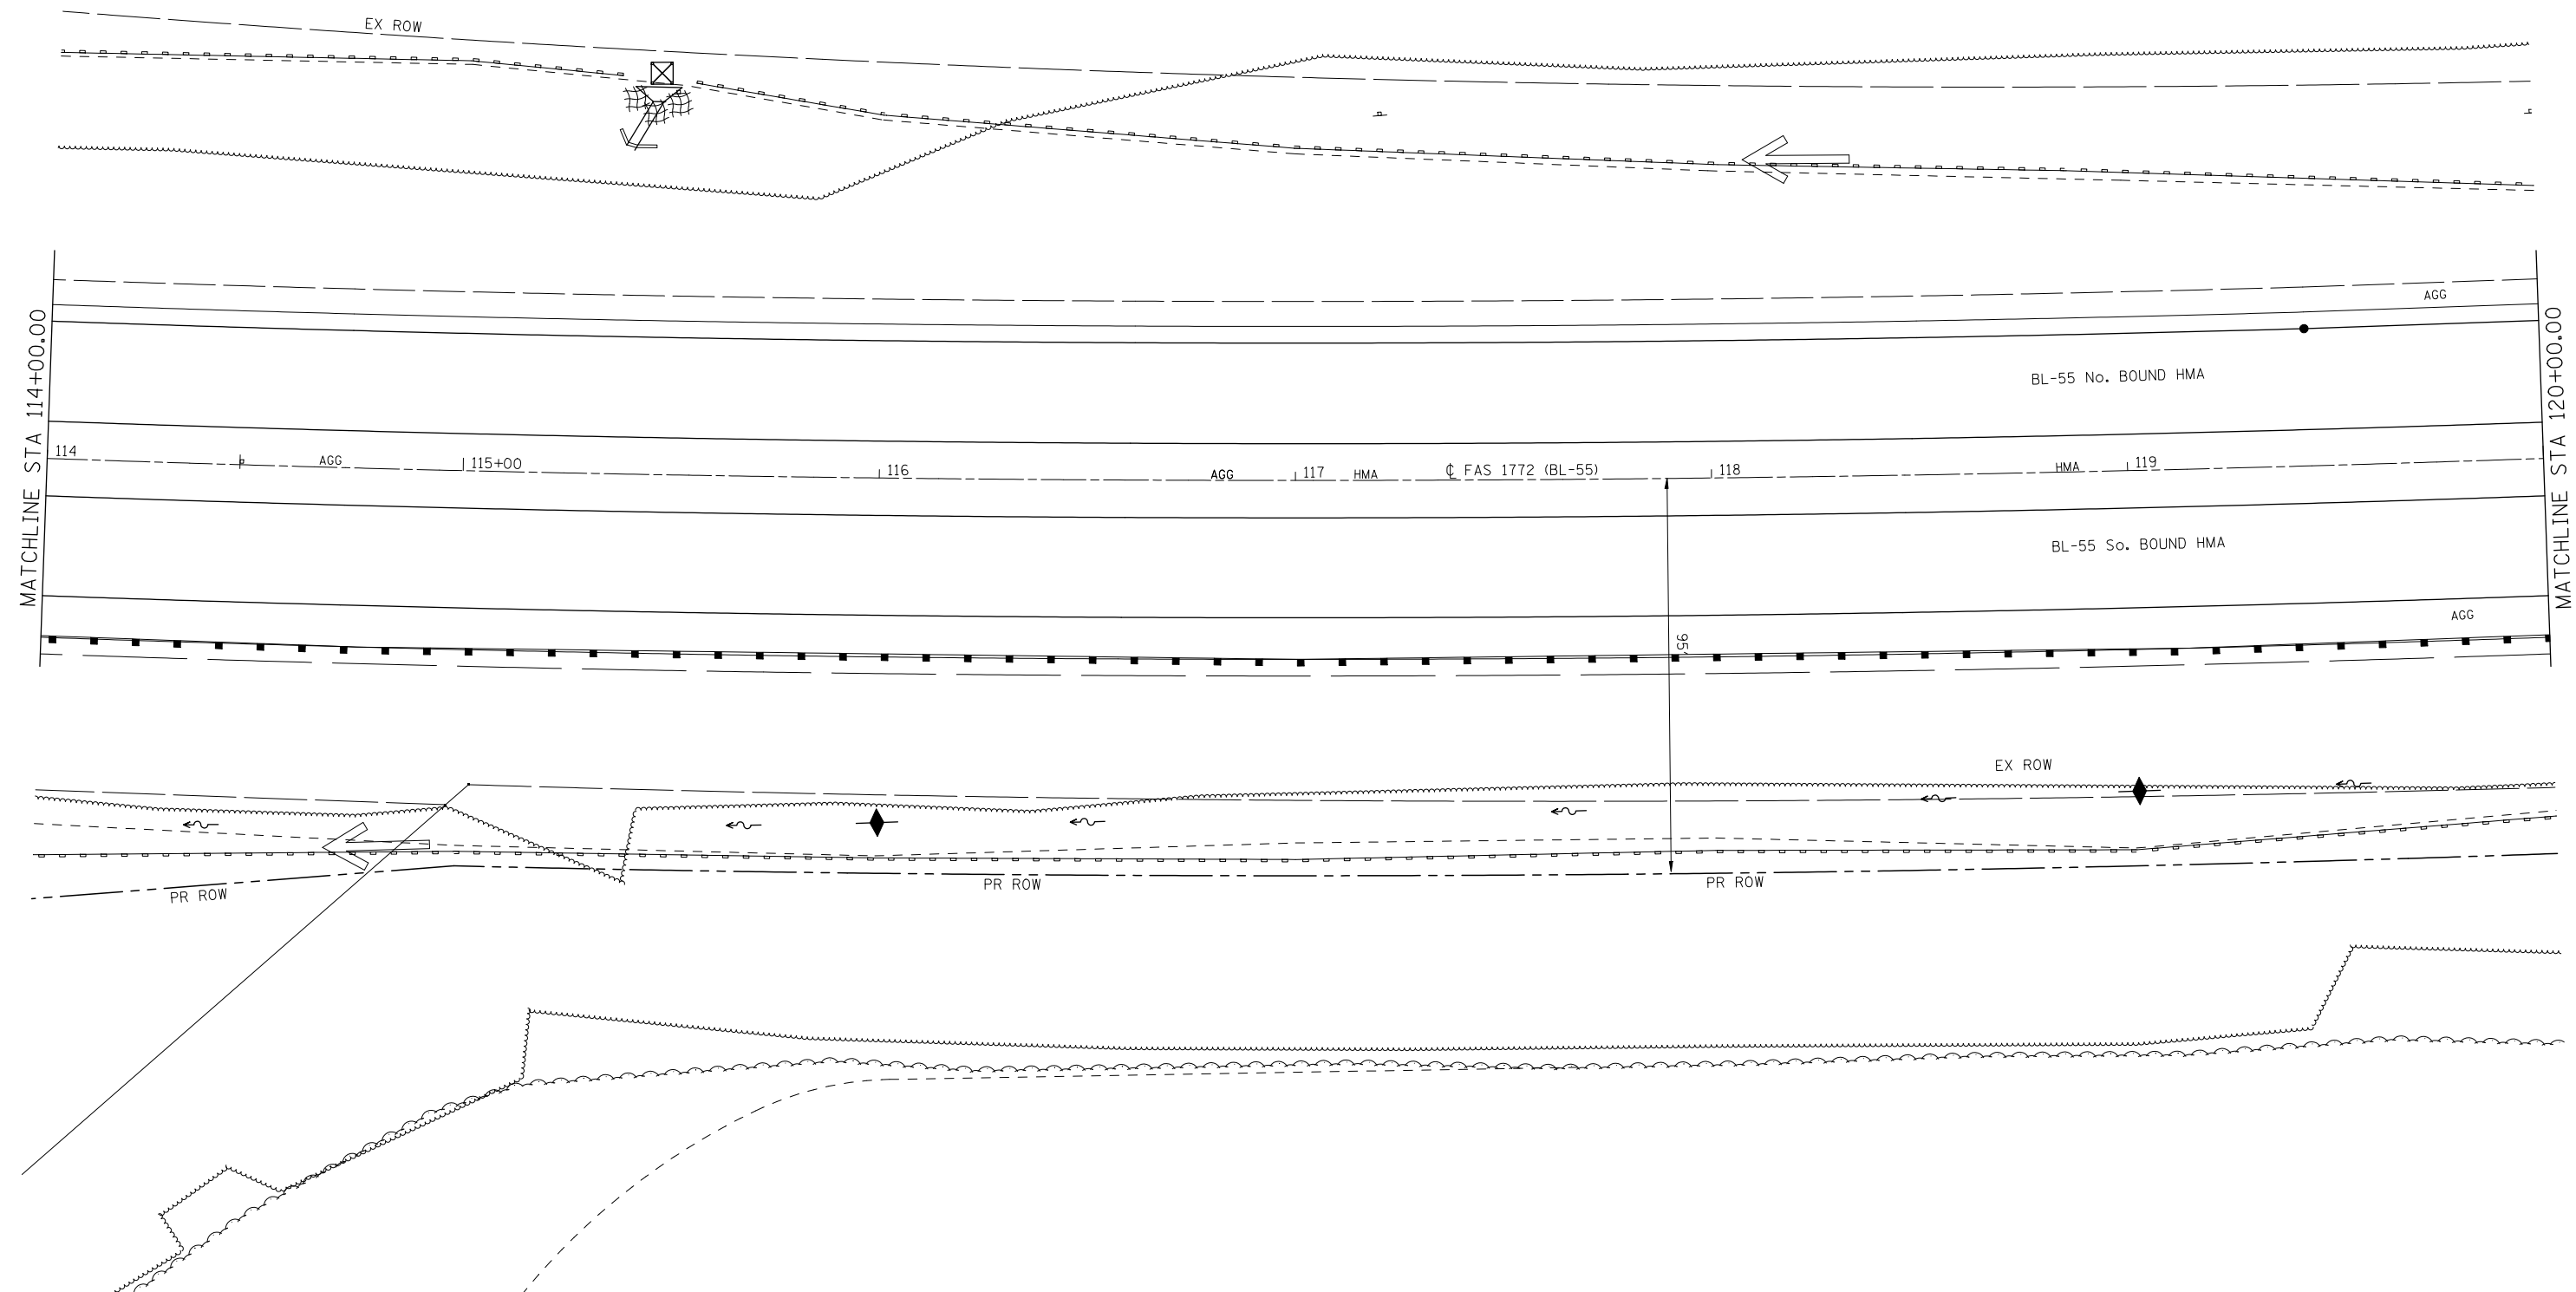 EX ROW
AGG
MATCHLINE STA 114+00.00
MATCHLINE STA 120+00.00
BL-55 No. BOUND HMA
114
AGG
115+00
116
AGG
117
HMA
℄ FAS 1772 (BL-55)
118
HMA
119
BL-55 So. BOUND HMA
AGG
95'
EX ROW
PR ROW
PR ROW
PR ROW